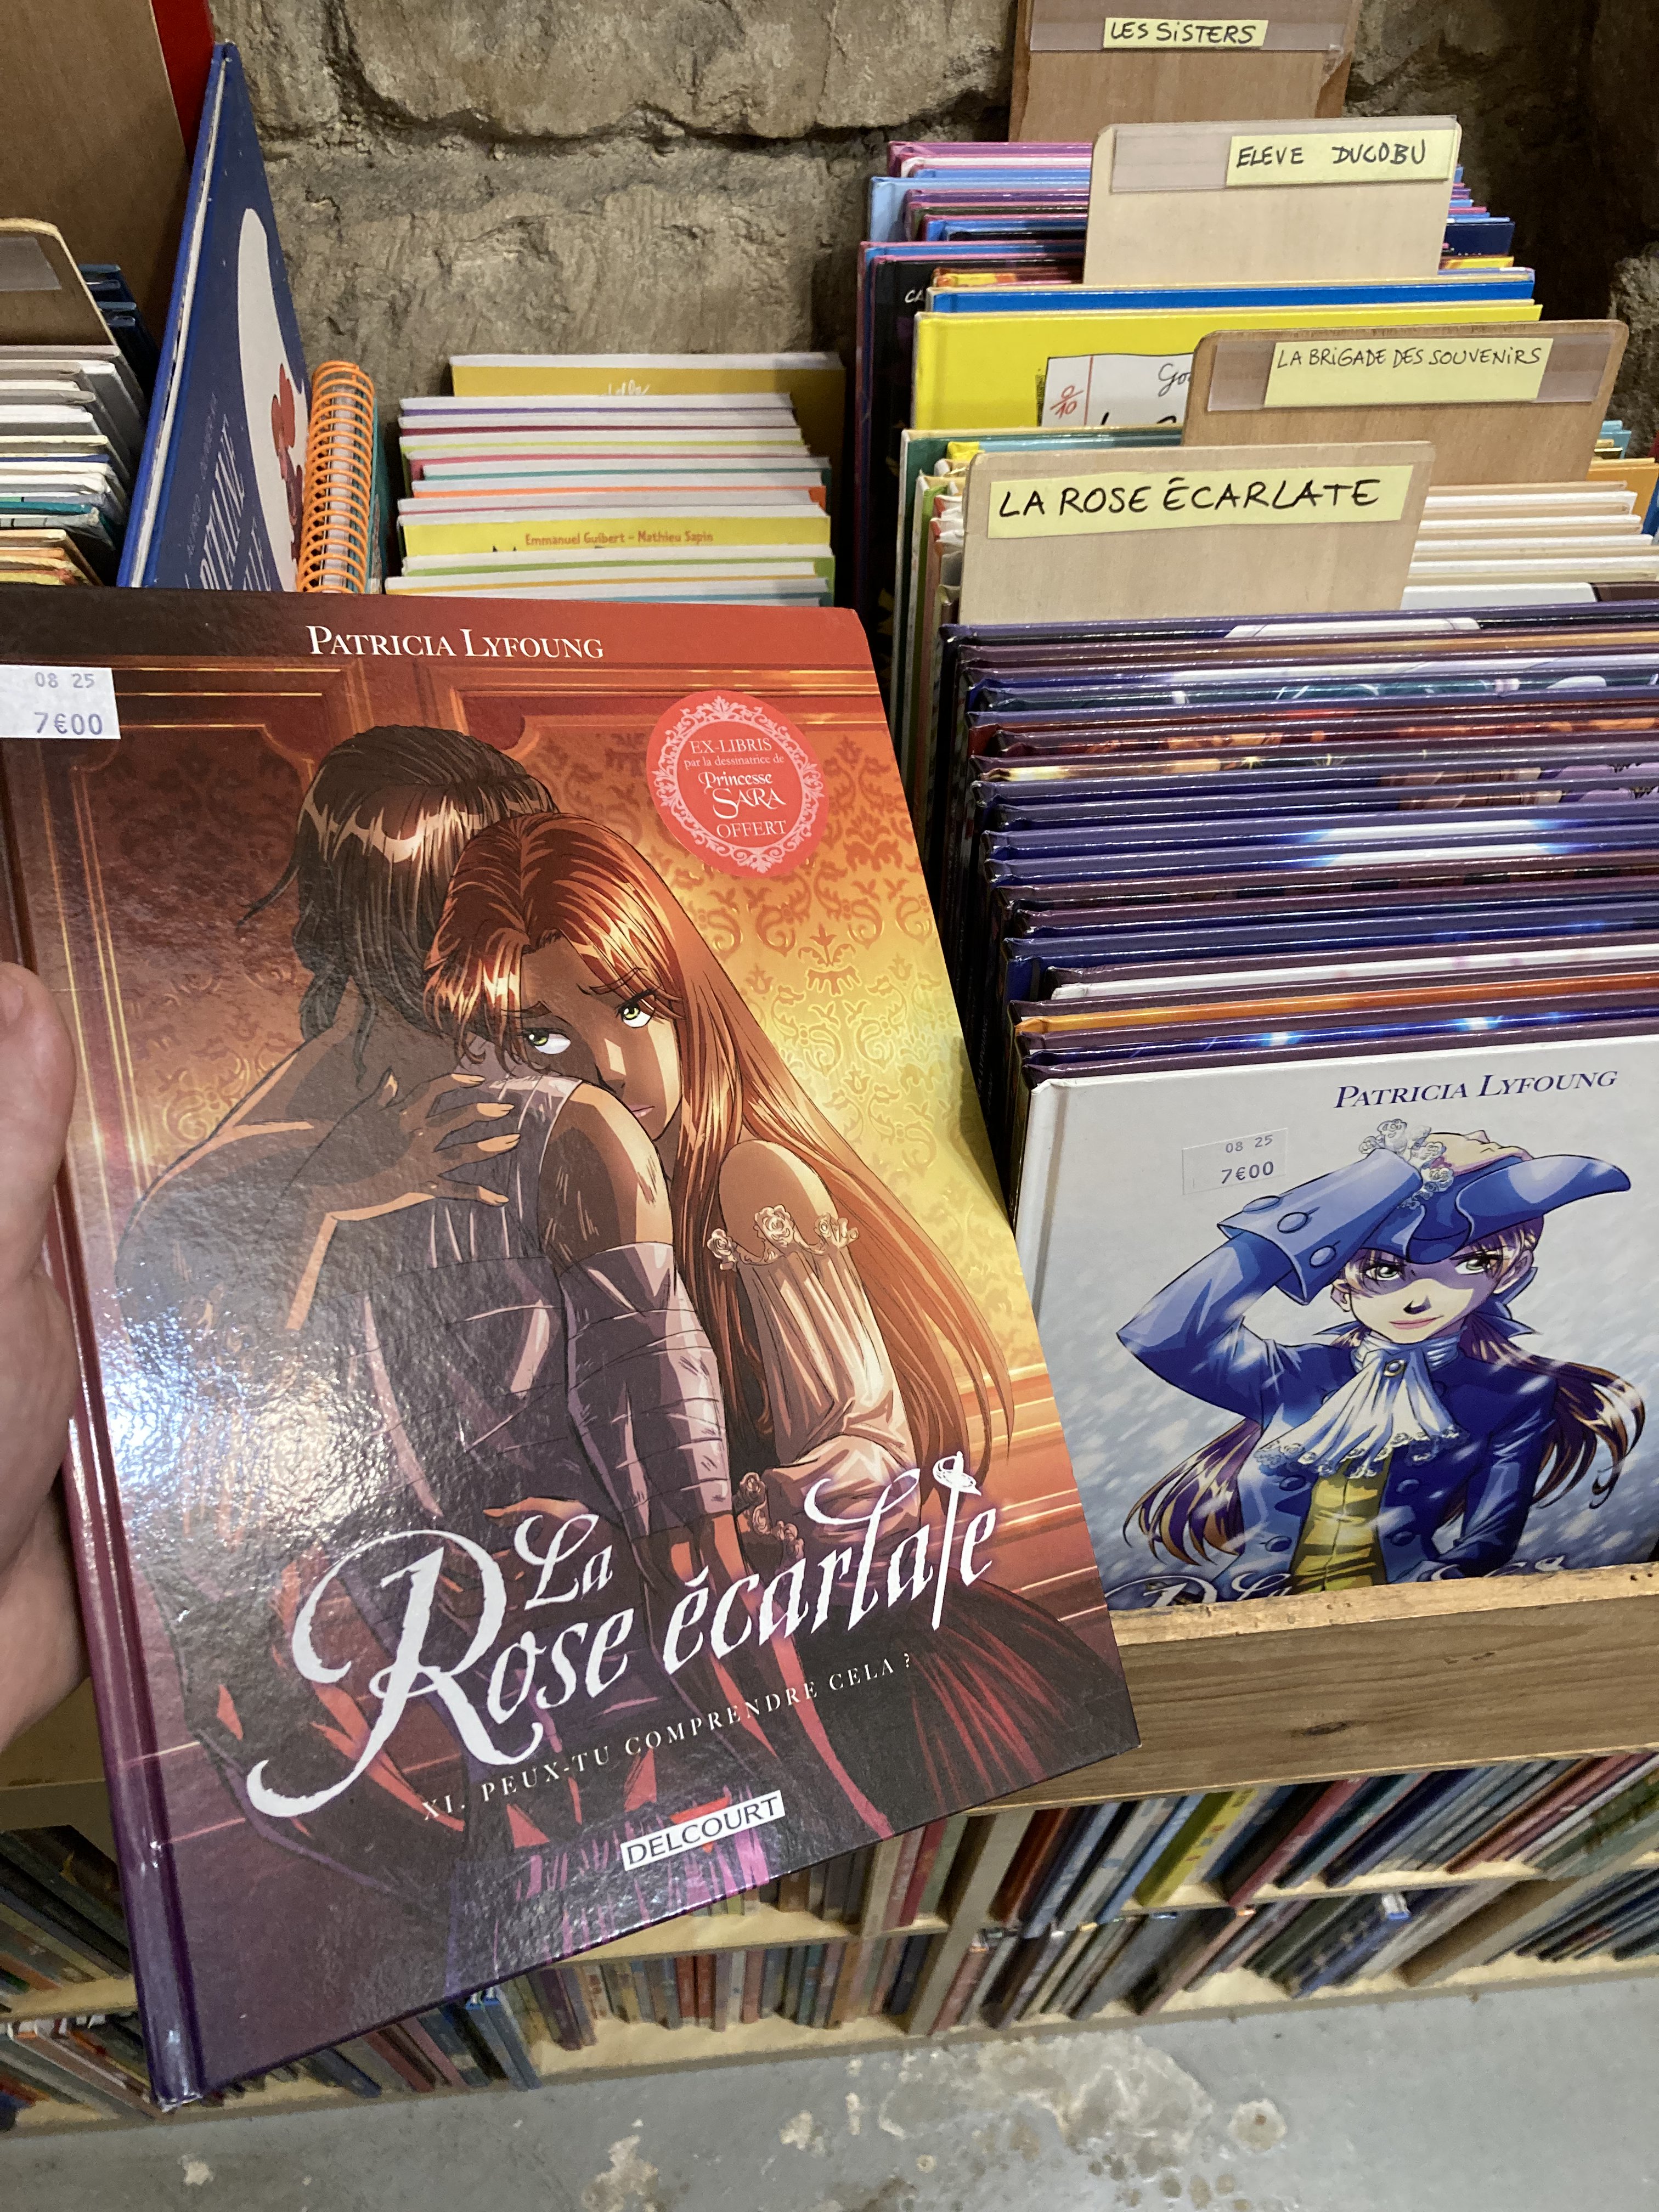 LES SiSTERS
ELEVE DUCOBU
LA BRiGADE DES SOUVENiRS
0/10
LA ROSE ÉCARLATE
Emmanuel Guibert – Mathieu Sapin
PATRICIA LYFOUNG
08 25
7€00
EX-LIBRIS
par la dessinatrice de
Princesse
SARA
OFFERT
La
Rose écarlate
XI. PEUX-TU COMPRENDRE CELA ?
DELCOURT
PATRICIA LYFOUNG
08 25
7€00